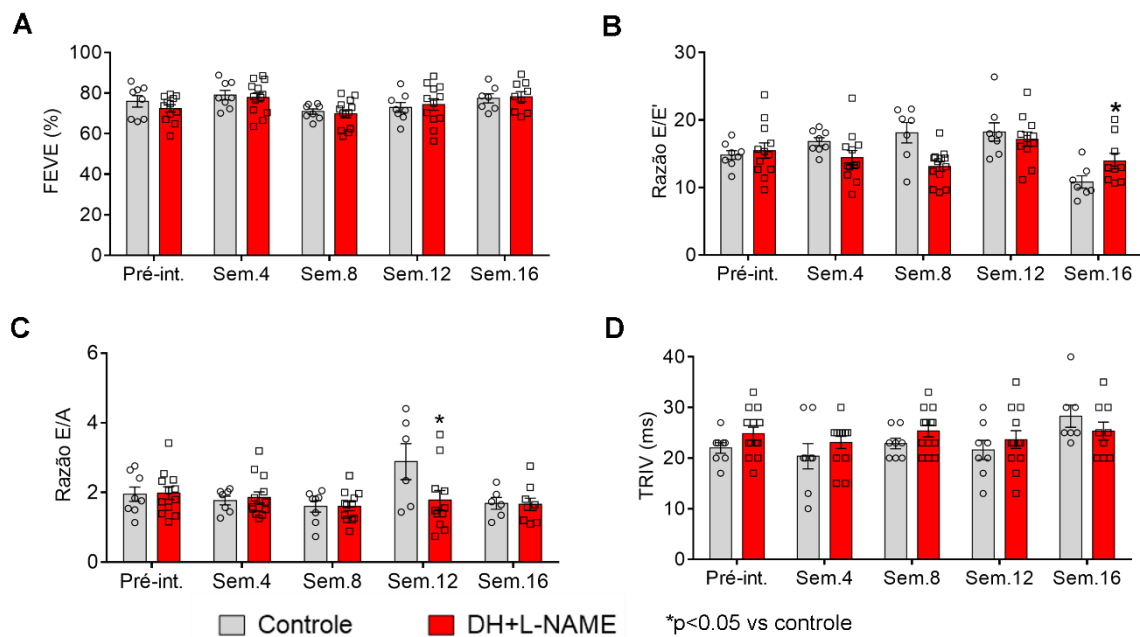 A
FEVE (%)
100
80
60
40
20
0
Pré-int. Sem.4 Sem.8 Sem.12 Sem.16
B
Razão E/E'
30
20
10
0
*
Pré-int. Sem.4 Sem.8 Sem.12 Sem.16
C
Razão E/A
6
4
2
0
*
Pré-int. Sem.4 Sem.8 Sem.12 Sem.16
D
TRIV (ms)
40
30
20
10
0
Pré-int. Sem.4 Sem.8 Sem.12 Sem.16
Controle DH+L-NAME *p<0.05 vs controle